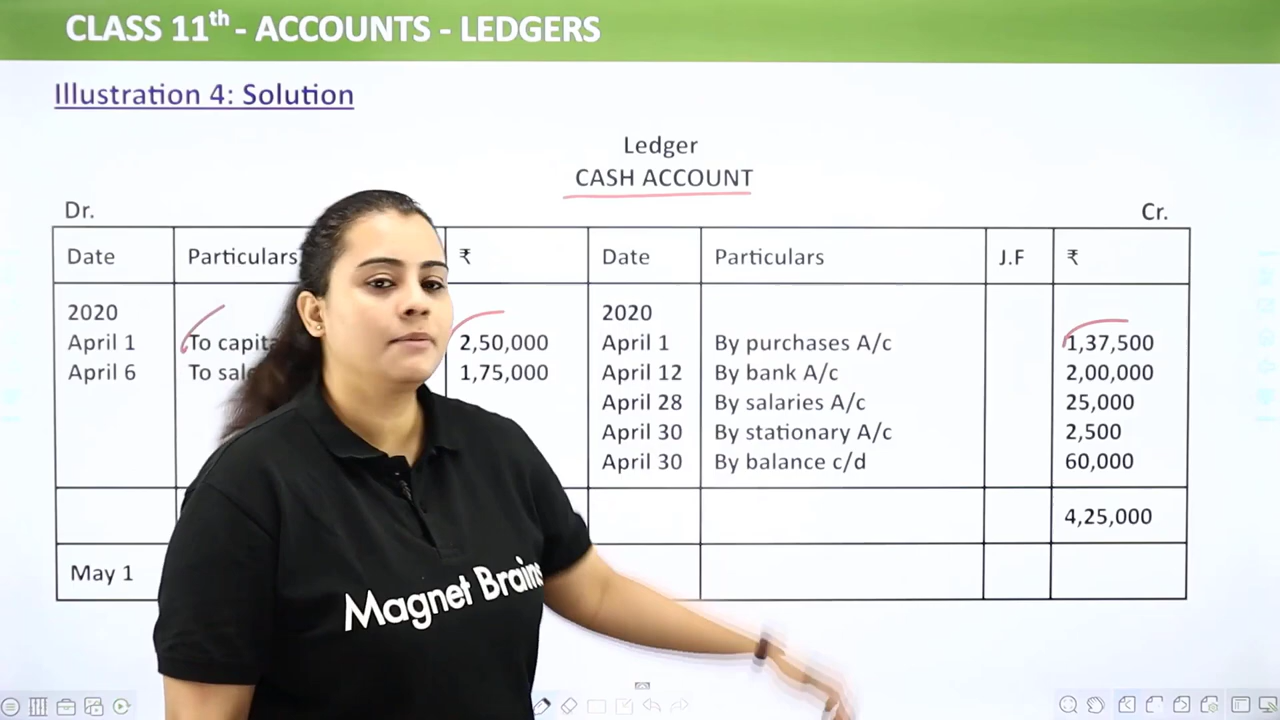 CLASS 11th - ACCOUNTS - LEDGERS
Illustration 4: Solution
Ledger
CASH ACCOUNT
Dr. Cr.
Date Particulars ₹ Date Particulars J.F ₹
2020 2020
April 1 To 2,50,000 April 1 By purchases A/c 1,37,500
April 6 To 1,75,000 April 12 By bank A/c 2,00,000
April 28 By salaries A/c 25,000
April 30 By stationary A/c 2,500
April 30 By balance c/d 60,000
4,25,000
May 1
Magnet Brains